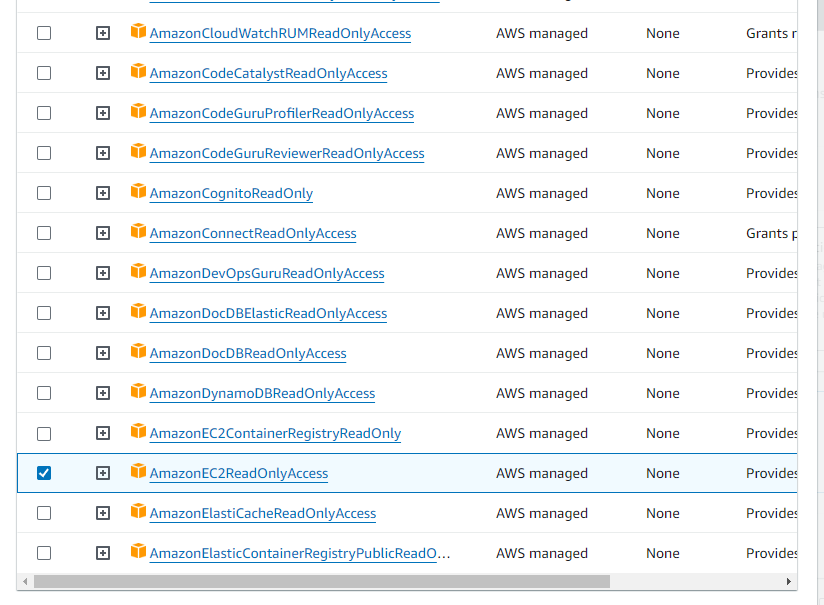 AmazonCloudWatchRUMReadOnlyAccess AWS managed None Grants
AmazonCodeCatalystReadOnlyAccess AWS managed None Provides
AmazonCodeGuruProfilerReadOnlyAccess AWS managed None Provides
AmazonCodeGuruReviewerReadOnlyAccess AWS managed None Provides
AmazonCognitoReadOnly AWS managed None Provides
AmazonConnectReadOnlyAccess AWS managed None Grants
AmazonDevOpsGuruReadOnlyAccess AWS managed None Provides
AmazonDocDBElasticReadOnlyAccess AWS managed None Provides
AmazonDocDBReadOnlyAccess AWS managed None Provides
AmazonDynamoDBReadOnlyAccess AWS managed None Provides
AmazonEC2ContainerRegistryReadOnly AWS managed None Provides
AmazonEC2ReadOnlyAccess AWS managed None Provides
AmazonElastiCacheReadOnlyAccess AWS managed None Provides
AmazonElasticContainerRegistryPublicReadO... AWS managed None Provides